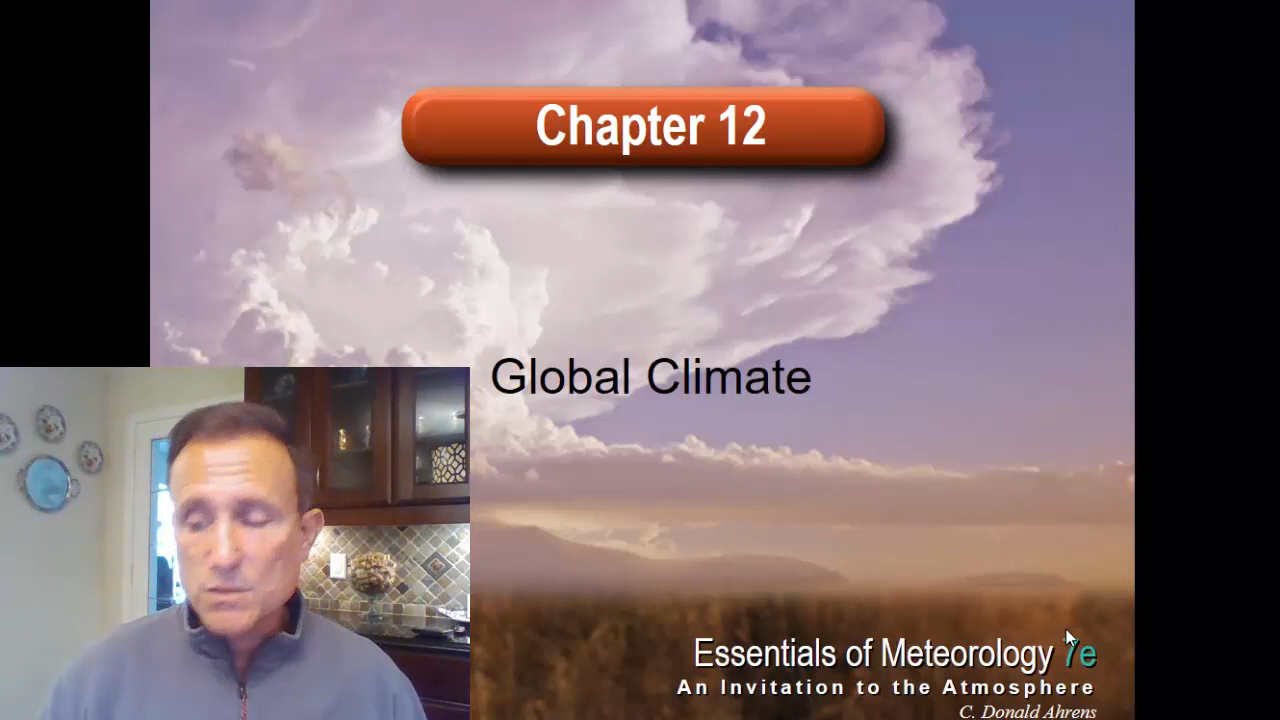 Chapter 12
Global Climate
Essentials of Meteorology 7e
An Invitation to the Atmosphere
C. Donald Ahrens